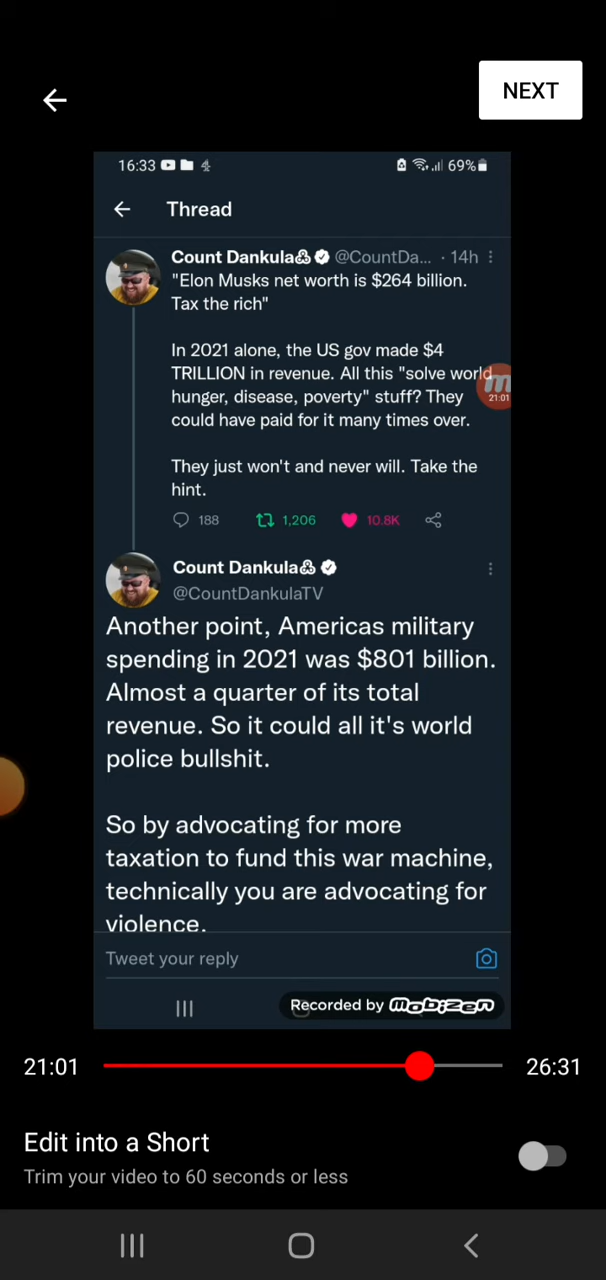 NEXT
16:33 69%
Thread
Count Dankula @CountDa... · 14h
"Elon Musks net worth is $264 billion.
Tax the rich"
In 2021 alone, the US gov made $4
TRILLION in revenue. All this "solve world
hunger, disease, poverty" stuff? They
could have paid for it many times over.
21:01
They just won't and never will. Take the
hint.
188 1,206 10.8K
Count Dankula
@CountDankulaTV
Another point, Americas military
spending in 2021 was $801 billion.
Almost a quarter of its total
revenue. So it could all it's world
police bullshit.
So by advocating for more
taxation to fund this war machine,
technically you are advocating for
violence.
Tweet your reply
Recorded by mobizen
21:01 26:31
Edit into a Short
Trim your video to 60 seconds or less